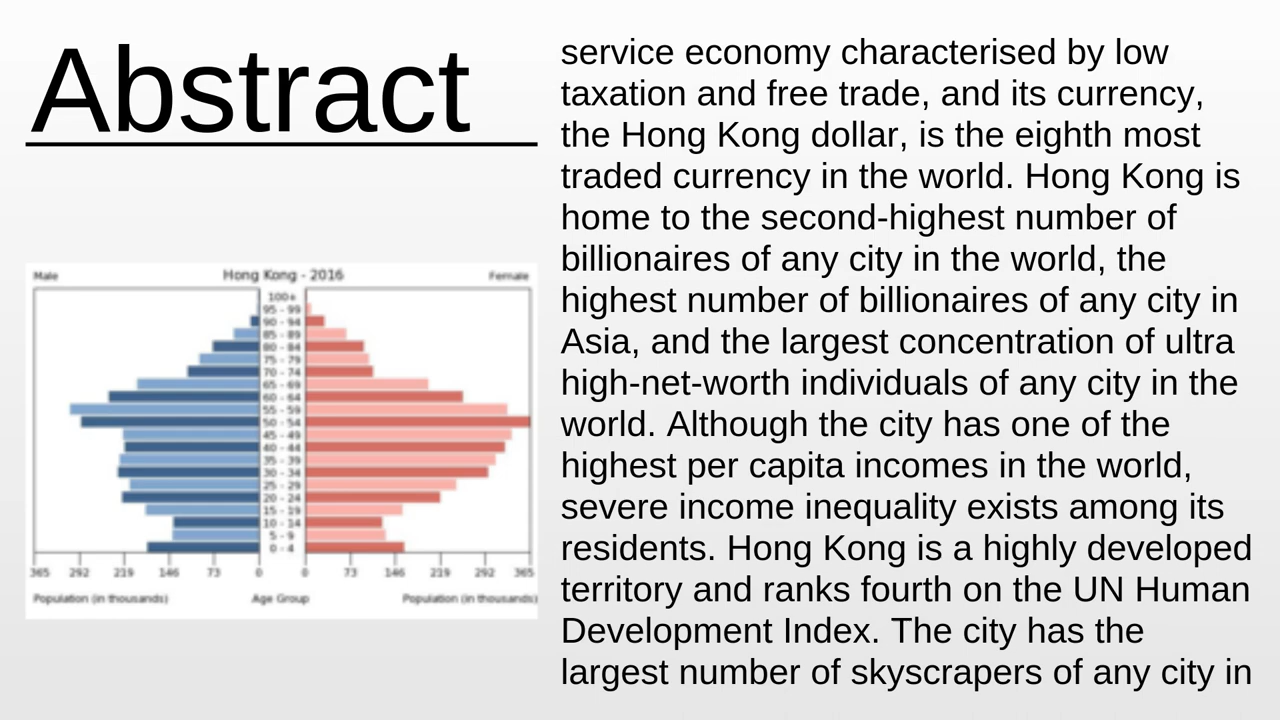 Abstract
service economy characterised by low
taxation and free trade, and its currency,
the Hong Kong dollar, is the eighth most
traded currency in the world. Hong Kong is
home to the second-highest number of
billionaires of any city in the world, the
highest number of billionaires of any city in
Asia, and the largest concentration of ultra
high-net-worth individuals of any city in the
world. Although the city has one of the
highest per capita incomes in the world,
severe income inequality exists among its
residents. Hong Kong is a highly developed
territory and ranks fourth on the UN Human
Development Index. The city has the
largest number of skyscrapers of any city in
Male Hong Kong - 2016 Female
100+
95 - 99
90 - 94
85 - 89
80 - 84
75 - 79
70 - 74
65 - 69
60 - 64
55 - 59
50 - 54
45 - 49
40 - 44
35 - 39
30 - 34
25 - 29
20 - 24
15 - 19
10 - 14
5 - 9
0 - 4
365 292 219 146 73 0 0 73 146 219 292 365
Population (in thousands) Age Group Population (in thousands)